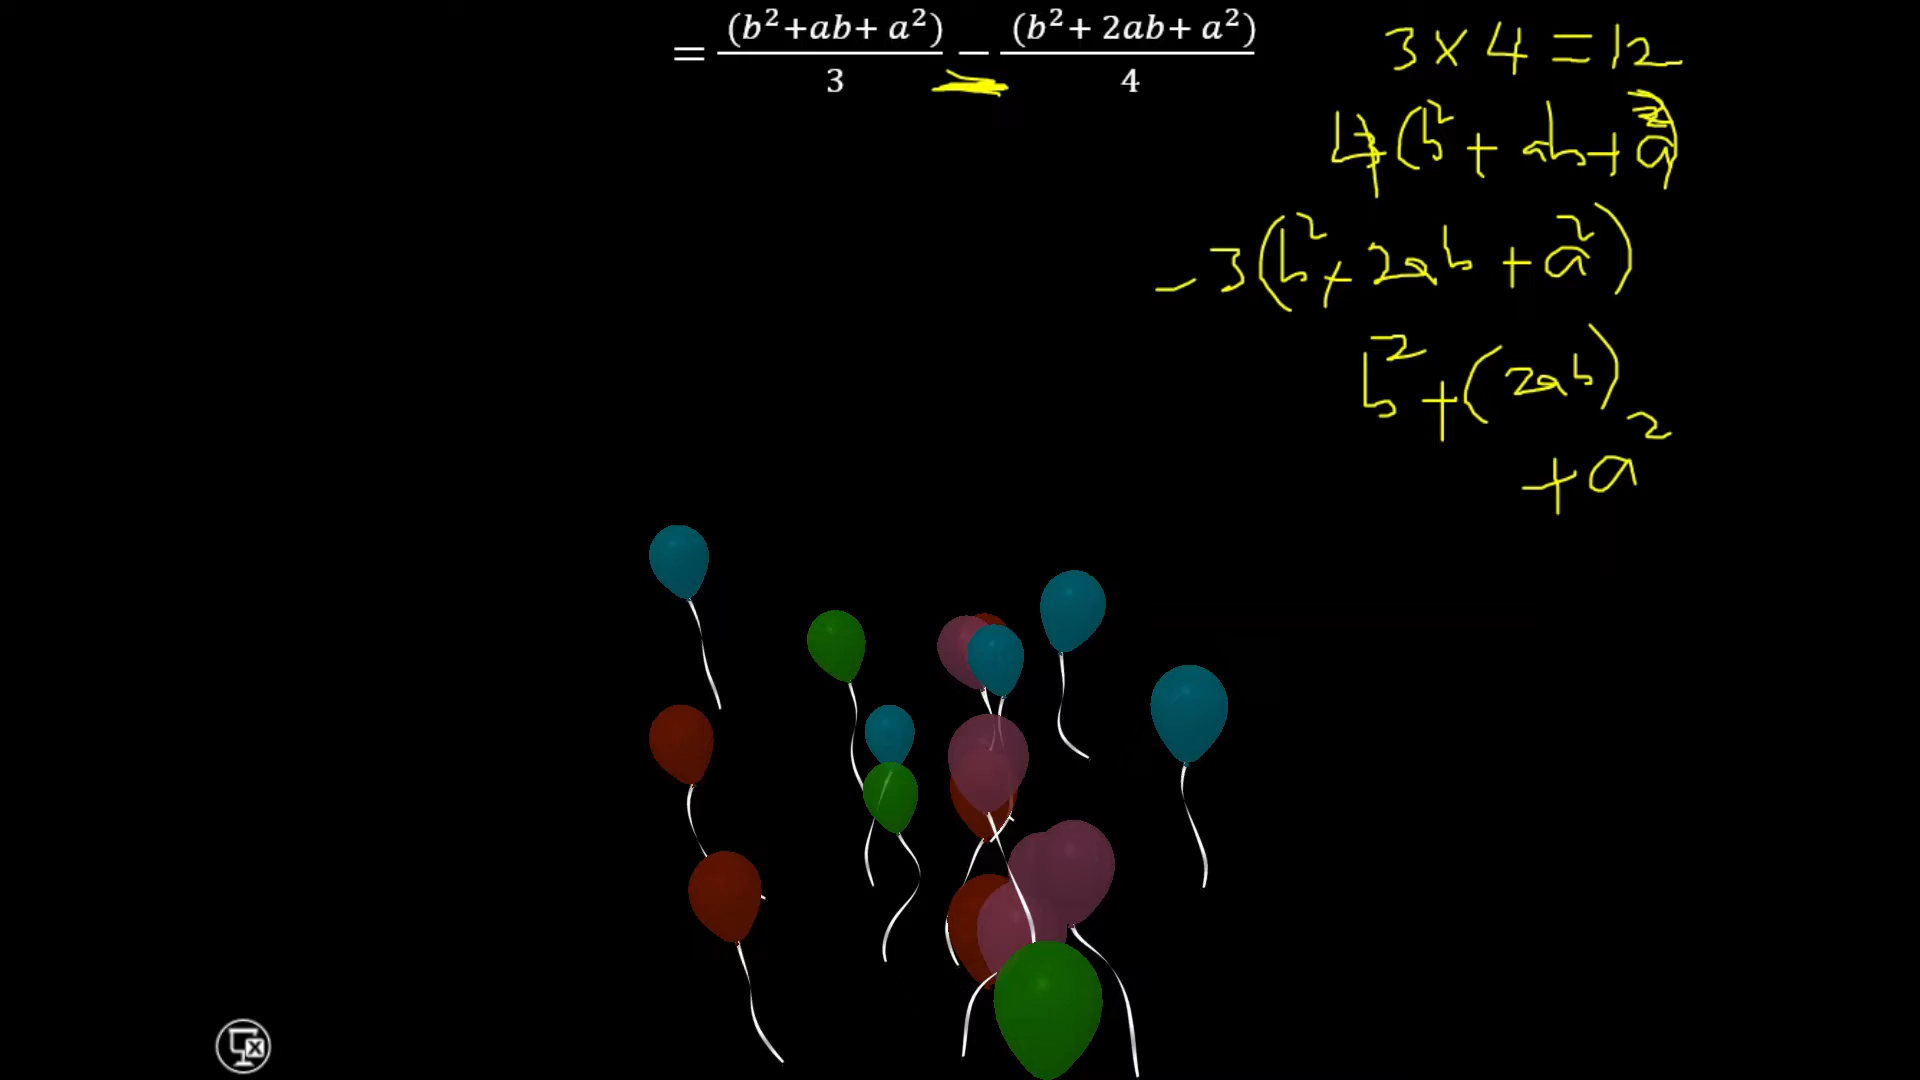 = (b²+ab+ a²)/3 − (b²+ 2ab+ a²)/4
3 × 4 = 12
4(b² + ab + a²)
− 3(b² + 2ab + a²)
b² + (2ab)
+ a²